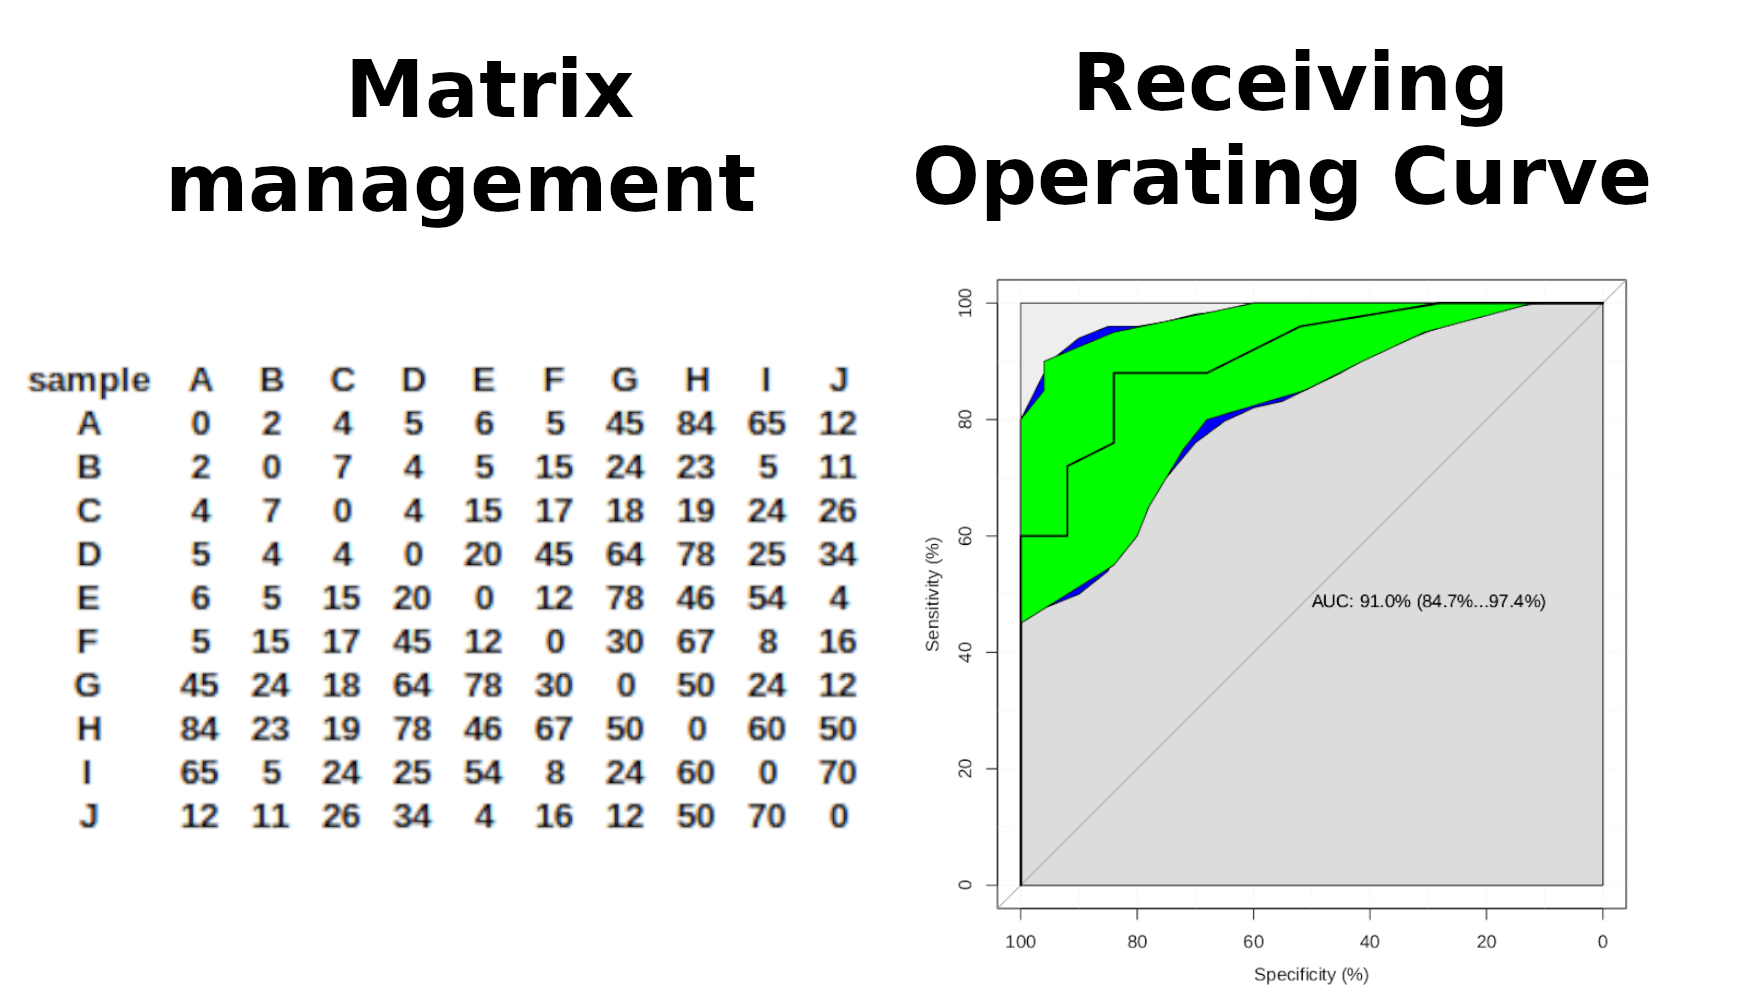 Matrix
management
sample A B C D E F G H I J
A 0 2 4 5 6 5 45 84 65 12
B 2 0 7 4 5 15 24 23 5 11
C 4 7 0 4 15 17 18 19 24 26
D 5 4 4 0 20 45 64 78 25 34
E 6 5 15 20 0 12 78 46 54 4
F 5 15 17 45 12 0 30 67 8 16
G 45 24 18 64 78 30 0 50 24 12
H 84 23 19 78 46 67 50 0 60 50
I 65 5 24 25 54 8 24 60 0 70
J 12 11 26 34 4 16 12 50 70 0
Receiving
Operating Curve
Sensitivity (%)
100
80
60
40
20
0
AUC: 91.0% (84.7%...97.4%)
100 80 60 40 20 0
Specificity (%)